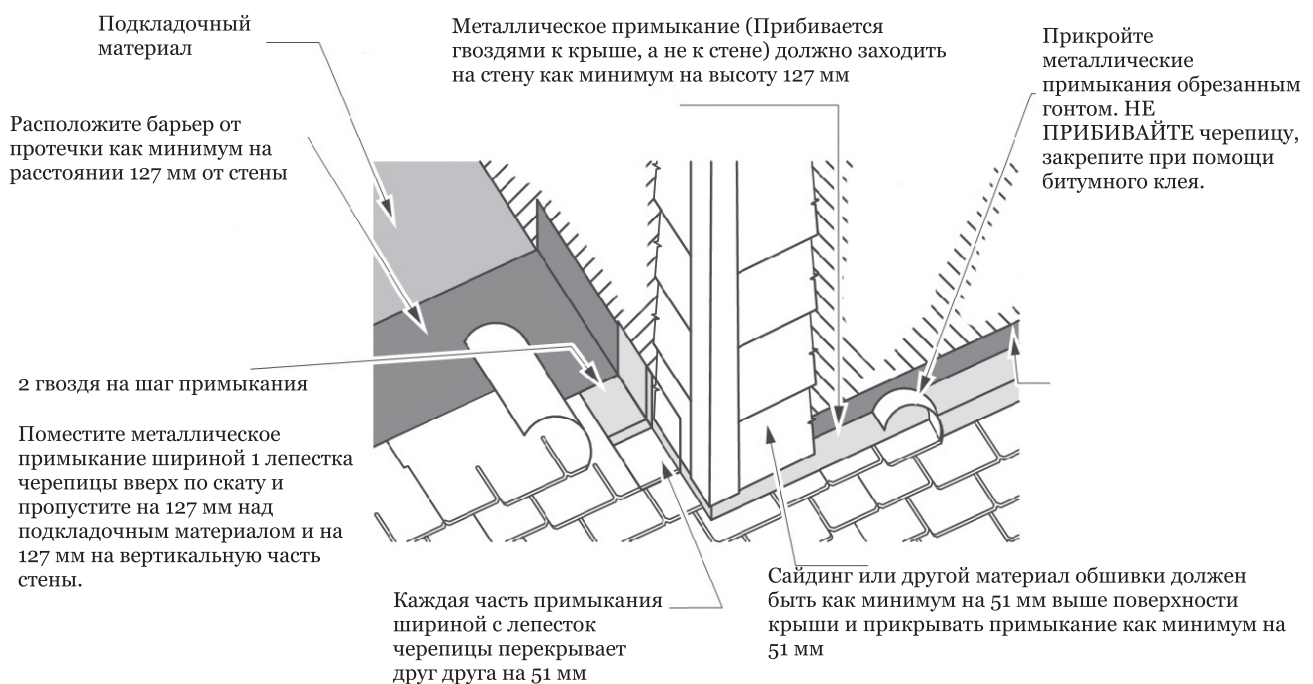 Подкладочный
материал
Металлическое примыкание (Прибивается
гвоздями к крыше, а не к стене) должно заходить
на стену как минимум на высоту 127 мм
Прикройте
металлические
примыкания обрезанным
гонтом. НЕ
ПРИБИВАЙТЕ черепицу,
закрепите при помощи
битумного клея.
Расположите барьер от
протечки как минимум на
расстоянии 127 мм от стены
2 гвоздя на шаг примыкания
Поместите металлическое
примыкание шириной 1 лепестка
черепицы вверх по скату и
пропустите на 127 мм над
подкладочным материалом и на
127 мм на вертикальную часть
стены.
Каждая часть примыкания
шириной с лепесток
черепицы перекрывает
друг друга на 51 мм
Сайдинг или другой материал обшивки должен
быть как минимум на 51 мм выше поверхности
крыши и прикрывать примыкание как минимум на
51 мм